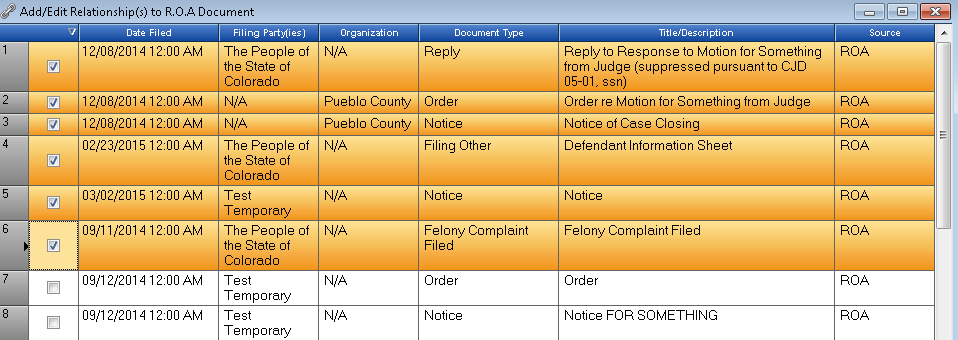 Add/Edit Relationship(s) to R.O.A Document
Date Filed Filing Party(ies) Organization Document Type Title/Description Source
1 12/08/2014 12:00 AM The People of N/A Reply Reply to Response to Motion for Something ROA
the State of from Judge (suppressed pursuant to CJD
Colorado 05-01, ssn)
2 12/08/2014 12:00 AM N/A Pueblo County Order Order re Motion for Something from Judge ROA
3 12/08/2014 12:00 AM N/A Pueblo County Notice Notice of Case Closing ROA
4 02/23/2015 12:00 AM The People of N/A Filing Other Defendant Information Sheet ROA
the State of
Colorado
5 03/02/2015 12:00 AM Test N/A Notice Notice ROA
Temporary
6 09/11/2014 12:00 AM The People of N/A Felony Complaint Felony Complaint Filed ROA
the State of Filed
Colorado
7 09/12/2014 12:00 AM Test N/A Order Order ROA
Temporary
8 09/12/2014 12:00 AM Test N/A Notice Notice FOR SOMETHING ROA
Temporary